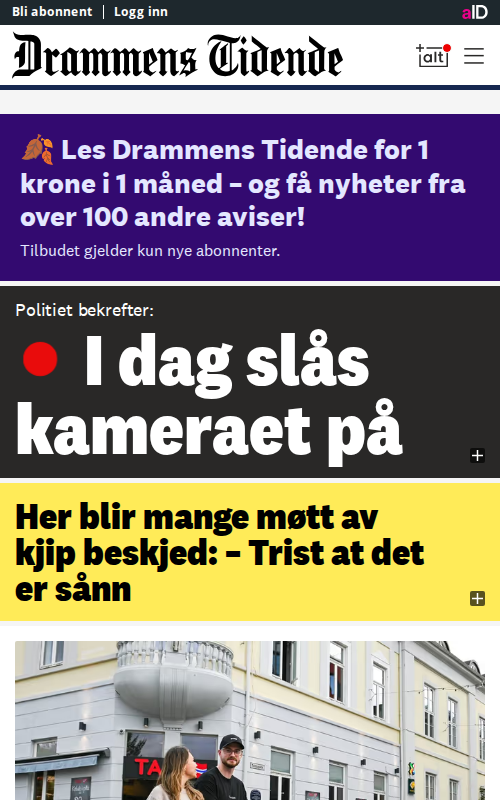 Bli abonnent
Logg inn
aID
Drammens Tidende
+alt
Les Drammens Tidende for 1
krone i 1 måned – og få nyheter fra
over 100 andre aviser!
Tilbudet gjelder kun nye abonnenter.
Politiet bekrefter:
I dag slås
kameraet på
Her blir mange møtt av
kjip beskjed: – Trist at det
er sånn
TA